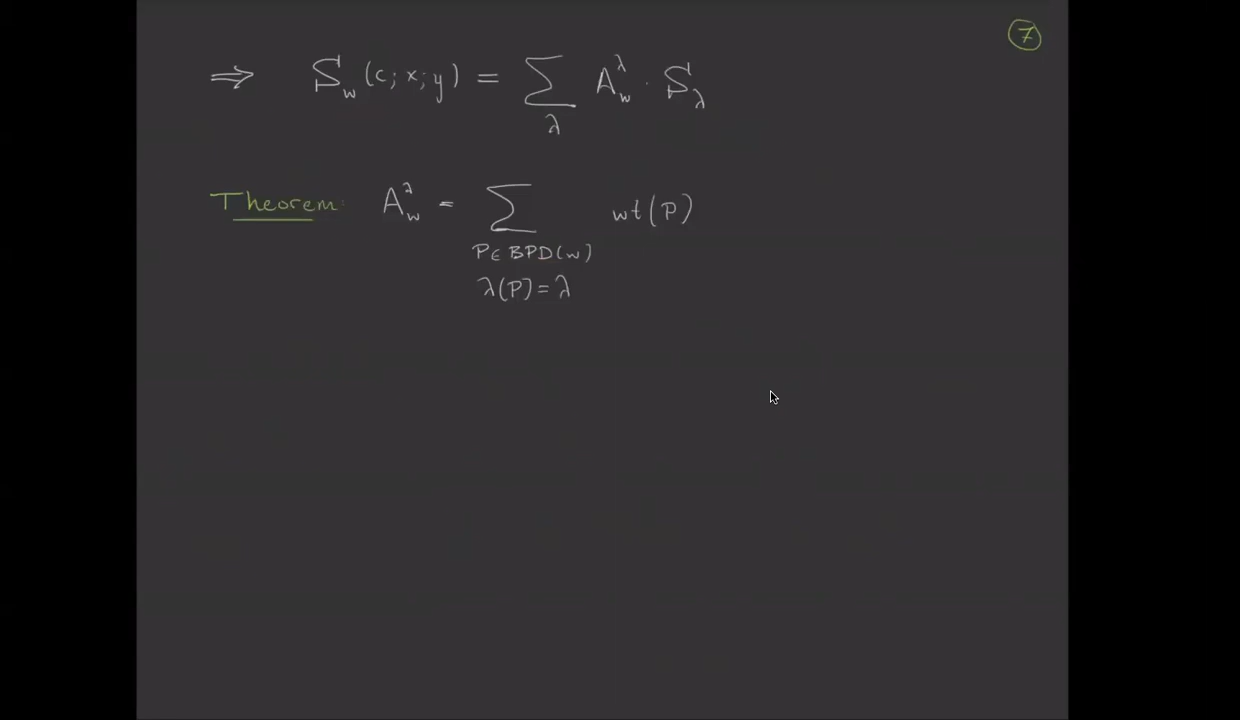 7
⇒ S_w (c; x; y) = ∑_λ A_w^λ · S_λ
Theorem: A_w^λ = ∑ wt(P)
P ∈ BPD(w)
λ(P) = λ